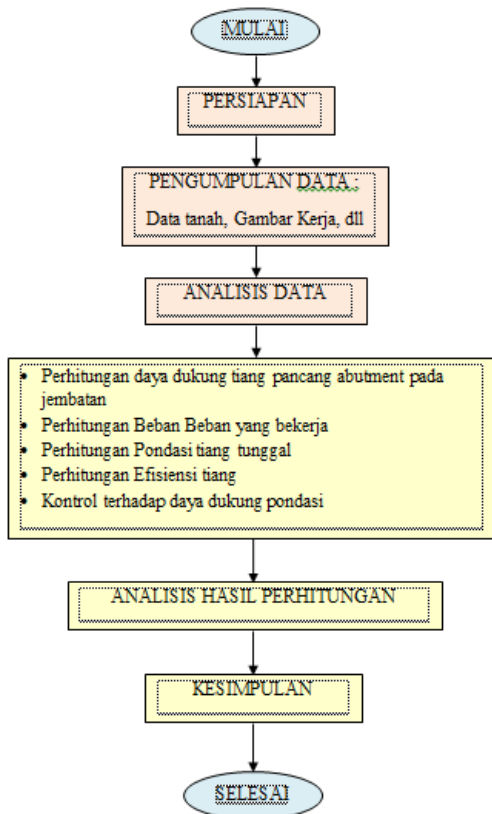 MULAI
PERSIAPAN
PENGUMPULAN DATA :
Data tanah, Gambar Kerja, dll
ANALISIS DATA
• Perhitungan daya dukung tiang pancang abutment pada
jembatan
• Perhitungan Beban Beban yang bekerja
• Perhitungan Pondasi tiang tunggal
• Perhitungan Efisiensi tiang
• Kontrol terhadap daya dukung pondasi
ANALISIS HASIL PERHITUNGAN
KESIMPULAN
SELESAI